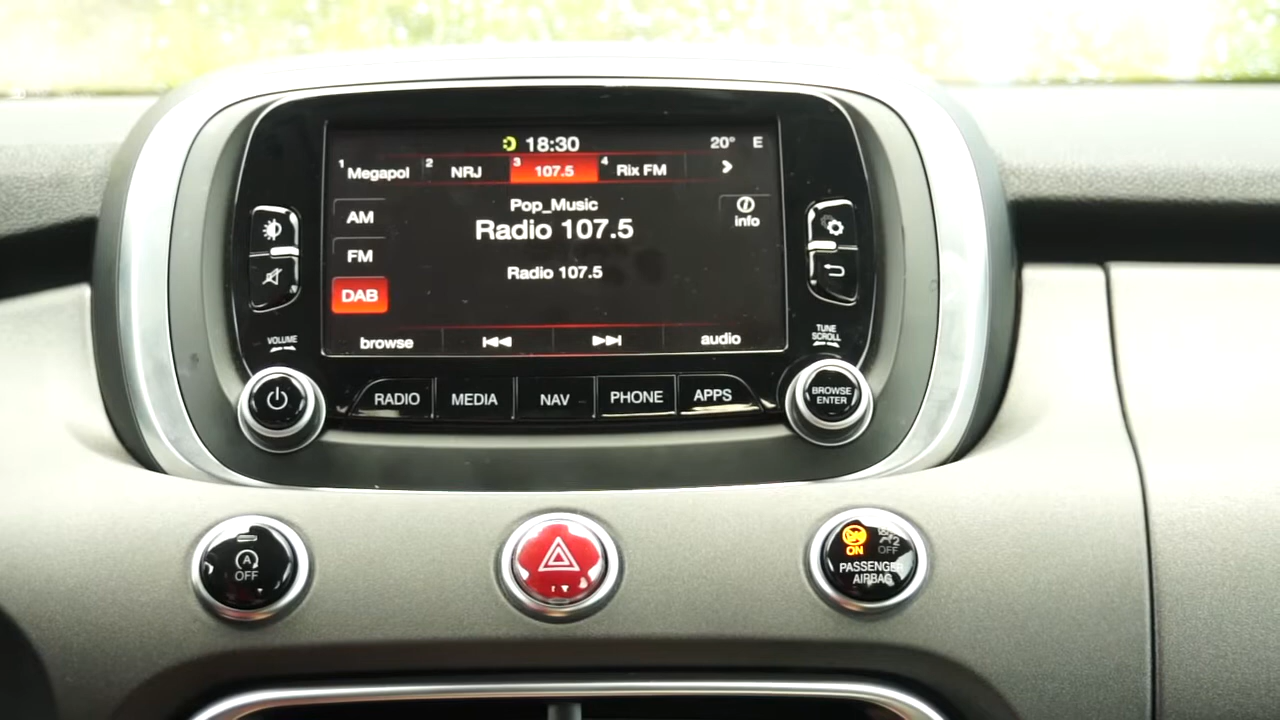 18:30 20° E
1 Megapol 2 NRJ 3 107.5 4 Rix FM
Pop_Music
AM
info
Radio 107.5
FM
Radio 107.5
DAB
browse audio
VOLUME
TUNE
SCROLL
RADIO MEDIA NAV PHONE APPS
BROWSE
ENTER
A
OFF
ON
2
OFF
PASSENGER
AIRBAG